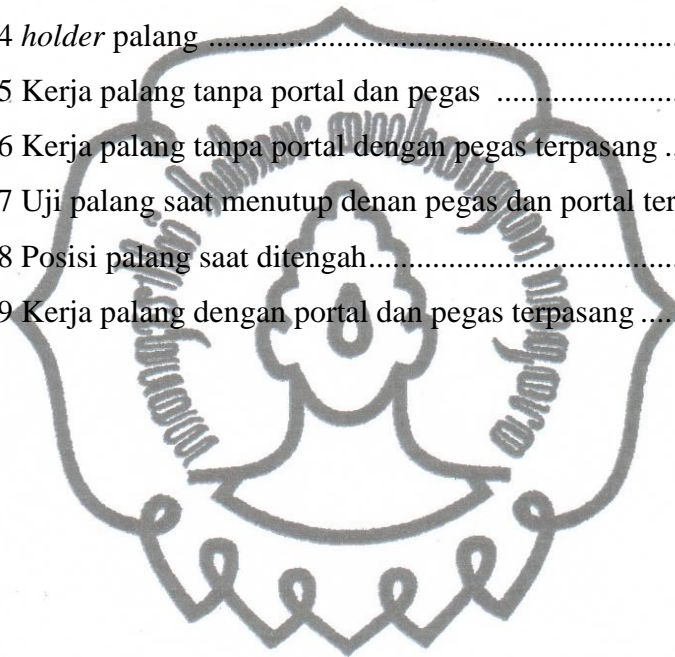 4 holder palang ..........................................................
5 Kerja palang tanpa portal dan pegas ......................
6 Kerja palang tanpa portal dengan pegas terpasang ..
7 Uji palang saat menutup denan pegas dan portal ter
8 Posisi palang saat ditengah.......................................
9 Kerja palang dengan portal dan pegas terpasang ....